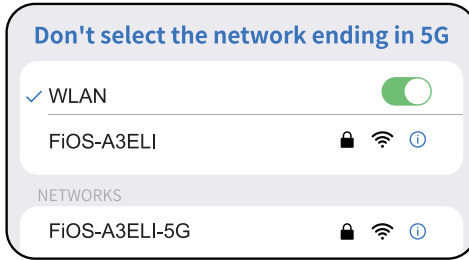 Don't select the network ending in 5G
WLAN
FiOS-A3ELI
NETWORKS
FiOS-A3ELI-5G